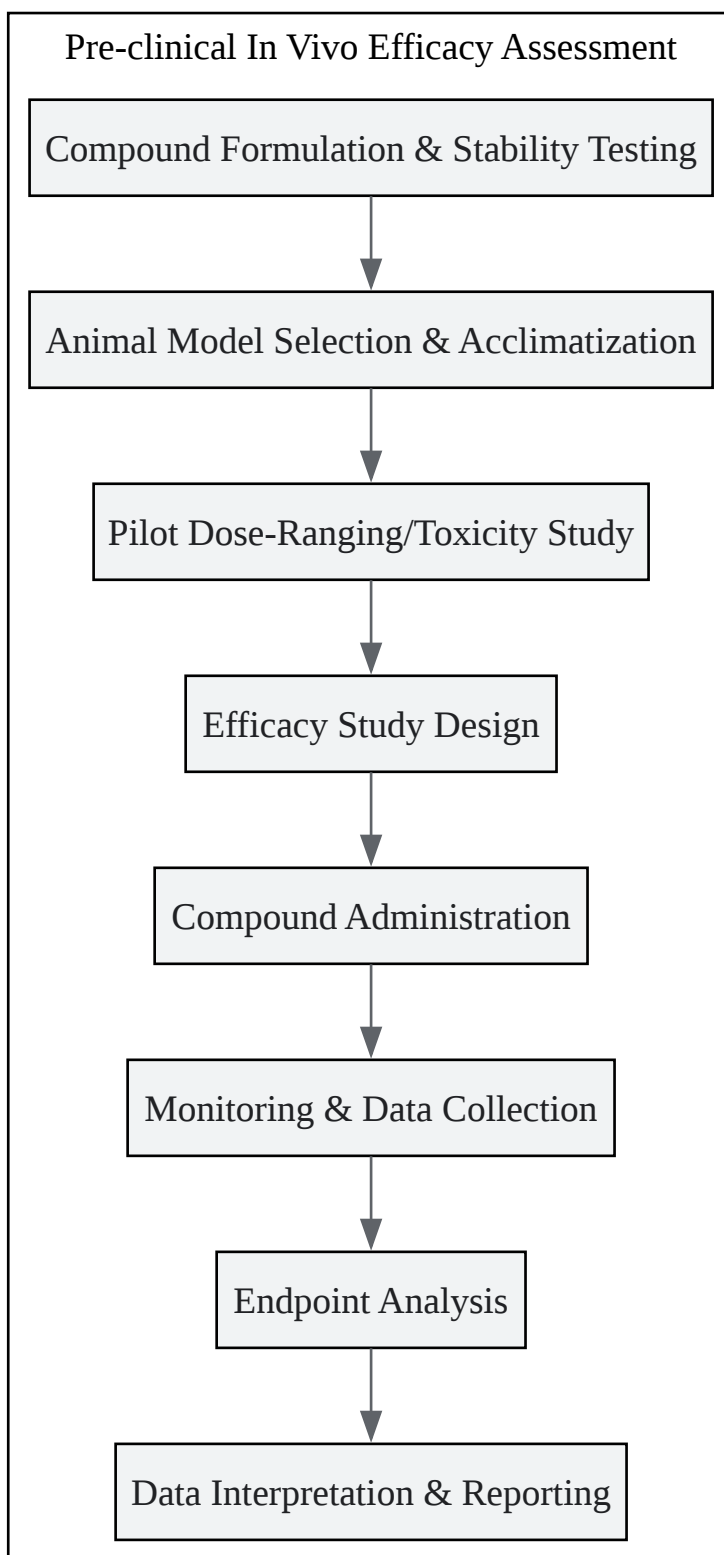 Pre-clinical In Vivo Efficacy Assessment
Compound Formulation & Stability Testing
Animal Model Selection & Acclimatization
Pilot Dose-Ranging/Toxicity Study
Efficacy Study Design
Compound Administration
Monitoring & Data Collection
Endpoint Analysis
Data Interpretation & Reporting